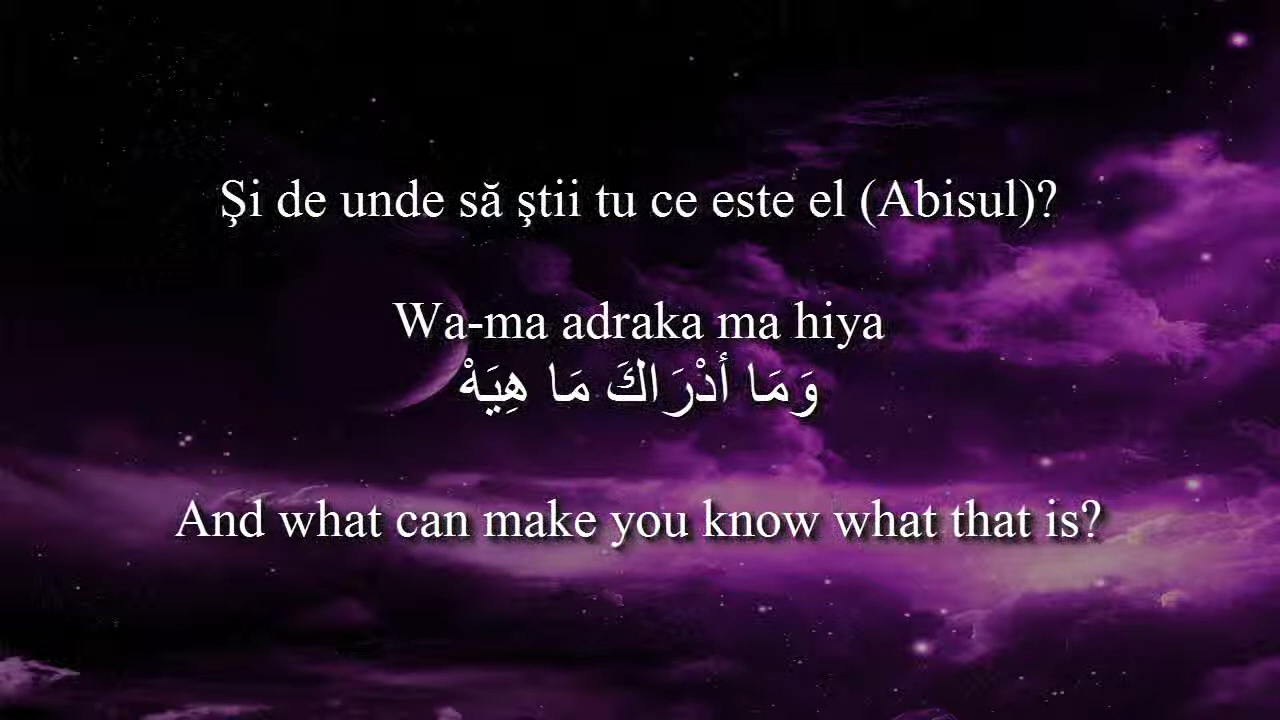 Şi de unde să ştii tu ce este el (Abisul)?
Wa-ma adraka ma hiya
وَمَا أَدْرَاكَ مَا هِيَهْ
And what can make you know what that is?